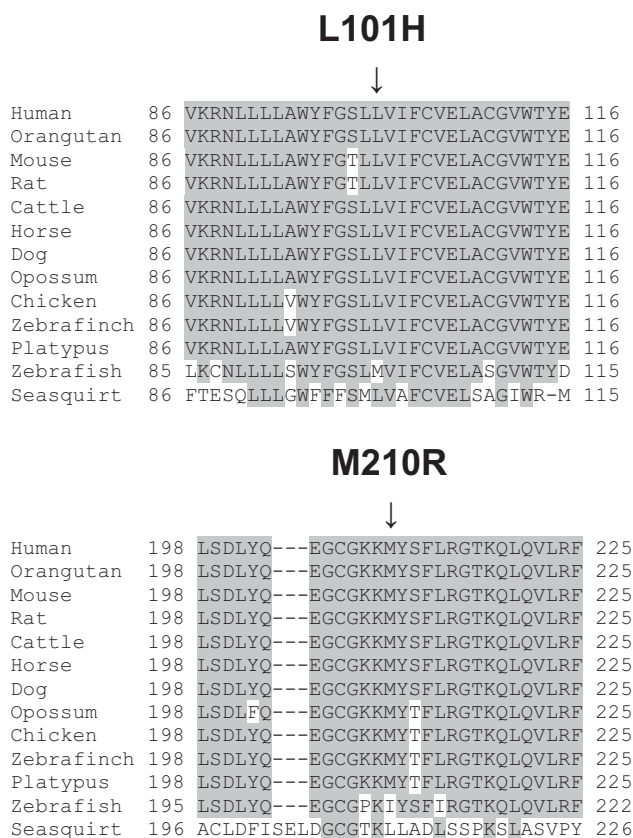 L101H
↓
Human 86 VKRNLLLLAWYFGSLLVIFCVELACGVWTYE 116
Orangutan 86 VKRNLLLLAWYFGSLLVIFCVELACGVWTYE 116
Mouse 86 VKRNLLLLAWYFGTLLVIFCVELACGVWTYE 116
Rat 86 VKRNLLLLAWYFGTLLVIFCVELACGVWTYE 116
Cattle 86 VKRNLLLLAWYFGSLLVIFCVELACGVWTYE 116
Horse 86 VKRNLLLLAWYFGSLLVIFCVELACGVWTYE 116
Dog 86 VKRNLLLLAWYFGSLLVIFCVELACGVWTYE 116
Opossum 86 VKRNLLLLAWYFGSLLVIFCVELACGVWTYE 116
Chicken 86 VKRNLLLLVWYFGSLLVIFCVELACGVWTYE 116
Zebrafinch 86 VKRNLLLLVWYFGSLLVIFCVELACGVWTYE 116
Platypus 86 VKRNLLLLAWYFGSLLVIFCVELACGVWTYE 116
Zebrafish 85 LKCNLLLLSWYFGSLMVIFCVELASGVWTYD 115
Seasquirt 86 FTESQLLLGWFFFSMLVAFCVELSAGIWR-M 115
M210R
↓
Human 198 LSDLYQ---EGCGKKMYSFLRGTKQLQVLRF 225
Orangutan 198 LSDLYQ---EGCGKKMYSFLRGTKQLQVLRF 225
Mouse 198 LSDLYQ---EGCGKKMYSFLRGTKQLQVLRF 225
Rat 198 LSDLYQ---EGCGKKMYSFLRGTKQLQVLRF 225
Cattle 198 LSDLYQ---EGCGKKMYSFLRGTKQLQVLRF 225
Horse 198 LSDLYQ---EGCGKKMYSFLRGTKQLQVLRF 225
Dog 198 LSDLYQ---EGCGKKMYSFLRGTKQLQVLRF 225
Opossum 198 LSDLFQ---EGCGKKMYTFLRGTKQLQVLRF 225
Chicken 198 LSDLYQ---EGCGKKMYTFLRGTKQLQVLRF 225
Zebrafinch 198 LSDLYQ---EGCGKKMYTFLRGTKQLQVLRF 225
Platypus 198 LSDLYQ---EGCGKKMYTFLRGTKQLQVLRF 225
Zebrafish 195 LSDLYQ---EGCGPKIYSFIRGTKQLQVLRF 222
Seasquirt 196 ACLDFISELDGCGTKLLADLSSPKSLASVPY 226